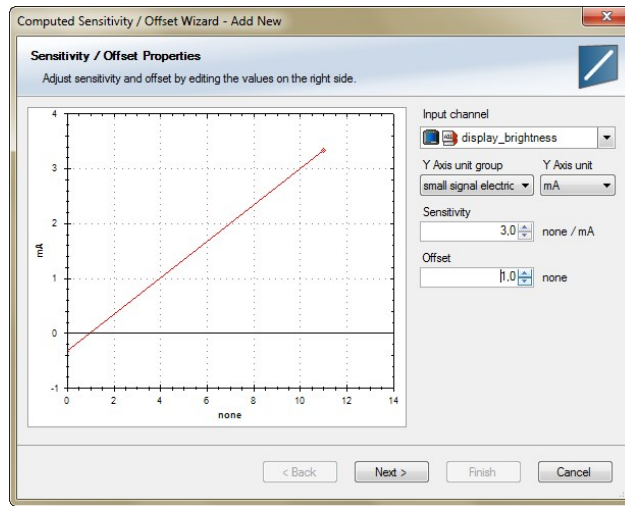 Computed Sensitivity / Offset Wizard - Add New
Sensitivity / Offset Properties
Adjust sensitivity and offset by editing the values on the right side.
4
3
2
1
0
-1
mA
0 2 4 6 8 10 12 14
none
Input channel
display_brightness
Y Axis unit group Y Axis unit
small signal electric mA
Sensitivity
3,0 none / mA
Offset
1.0 none
< Back Next > Finish Cancel